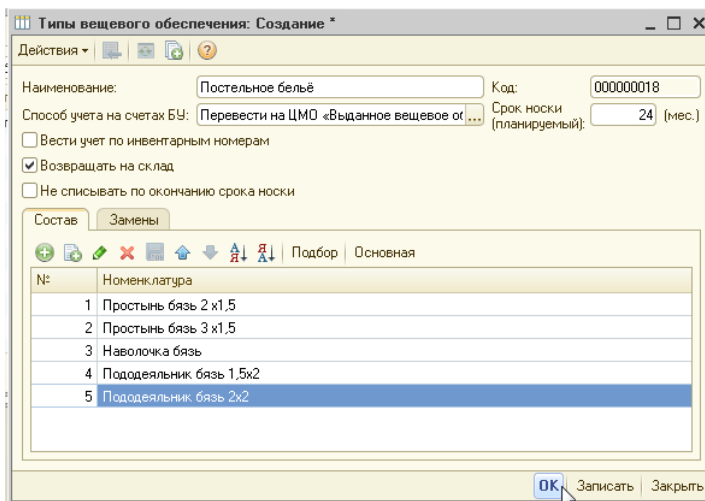 Типы вещевого обеспечения: Создание *
Действия
Наименование: Постельное бельё Код: 000000018
Способ учета на счетах БУ: Перевести на ЦМО «Выданное вещевое об ... Срок носки (планируемый): 24 (мес.)
Вести учет по инвентарным номерам
Возвращать на склад
Не списывать по окончанию срока носки
Состав Замены
Подбор Основная
№ Номенклатура
1 Простынь бязь 2 х1,5
2 Простынь бязь 3 х1,5
3 Наволочка бязь
4 Пододеяльник бязь 1,5х2
5 Пододеяльник бязь 2х2
OK Записать Закрыть